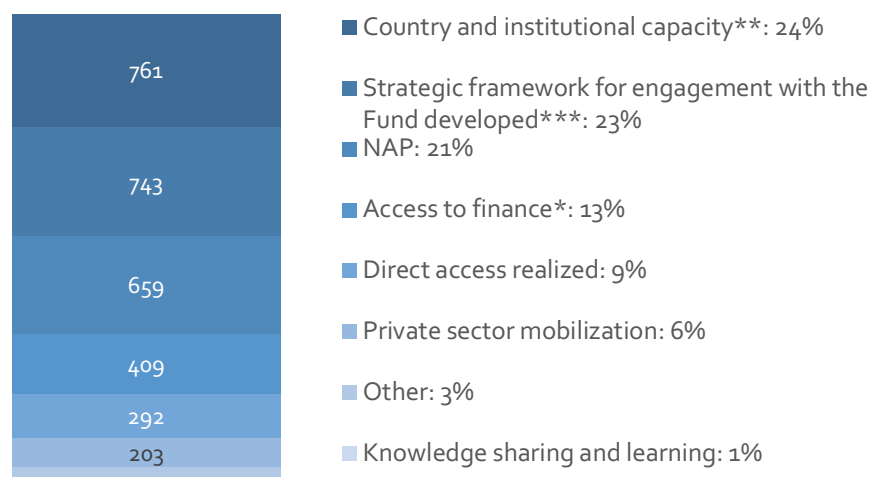 761
743
659
409
292
203
Country and institutional capacity**: 24%
Strategic framework for engagement with the
Fund developed***: 23%
NAP: 21%
Access to finance*: 13%
Direct access realized: 9%
Private sector mobilization: 6%
Other: 3%
Knowledge sharing and learning: 1%